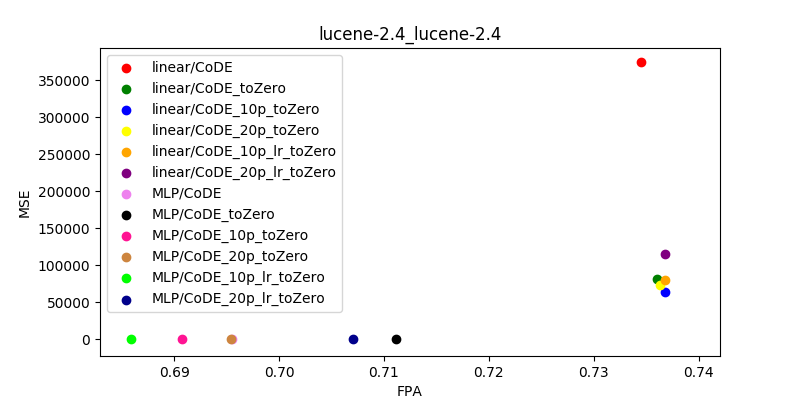 lucene-2.4_lucene-2.4
linear/CoDE
linear/CoDE_toZero
linear/CoDE_10p_toZero
linear/CoDE_20p_toZero
linear/CoDE_10p_lr_toZero
linear/CoDE_20p_lr_toZero
MLP/CoDE
MLP/CoDE_toZero
MLP/CoDE_10p_toZero
MLP/CoDE_20p_toZero
MLP/CoDE_10p_lr_toZero
MLP/CoDE_20p_lr_toZero
MSE
350000
300000
250000
200000
150000
100000
50000
0
0.69 0.70 0.71 0.72 0.73 0.74
FPA